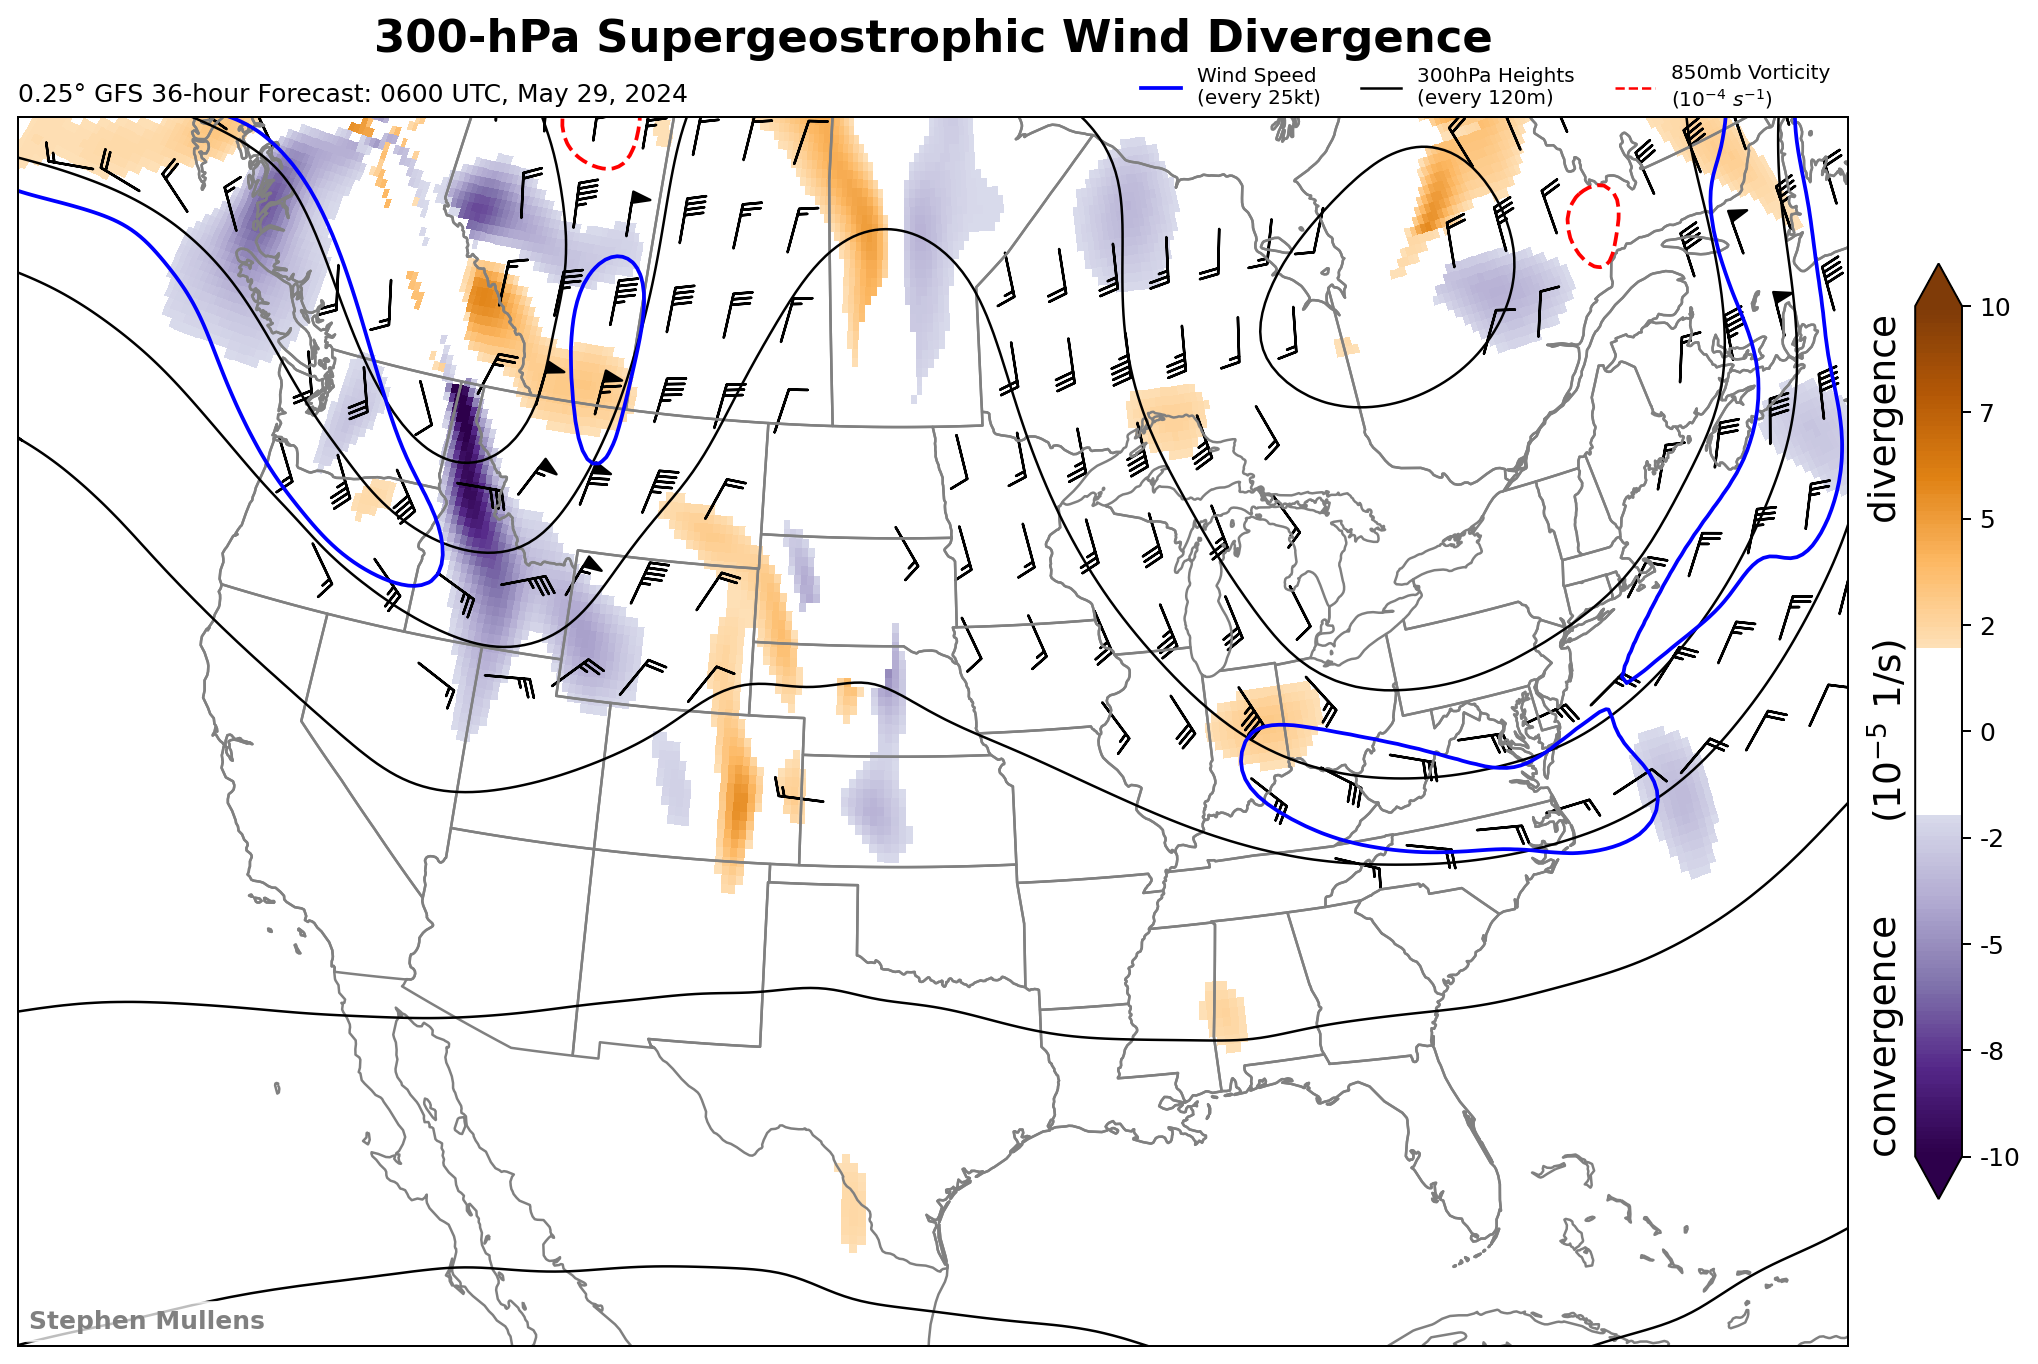 300-hPa Supergeostrophic Wind Divergence
0.25° GFS 36-hour Forecast: 0600 UTC, May 29, 2024
Wind Speed
(every 25kt)
300hPa Heights
(every 120m)
850mb Vorticity
(10⁻⁴ s⁻¹)
10
7
5
2
0
-2
-5
-8
-10
convergence (10⁻⁵ 1/s) divergence
Stephen Mullens